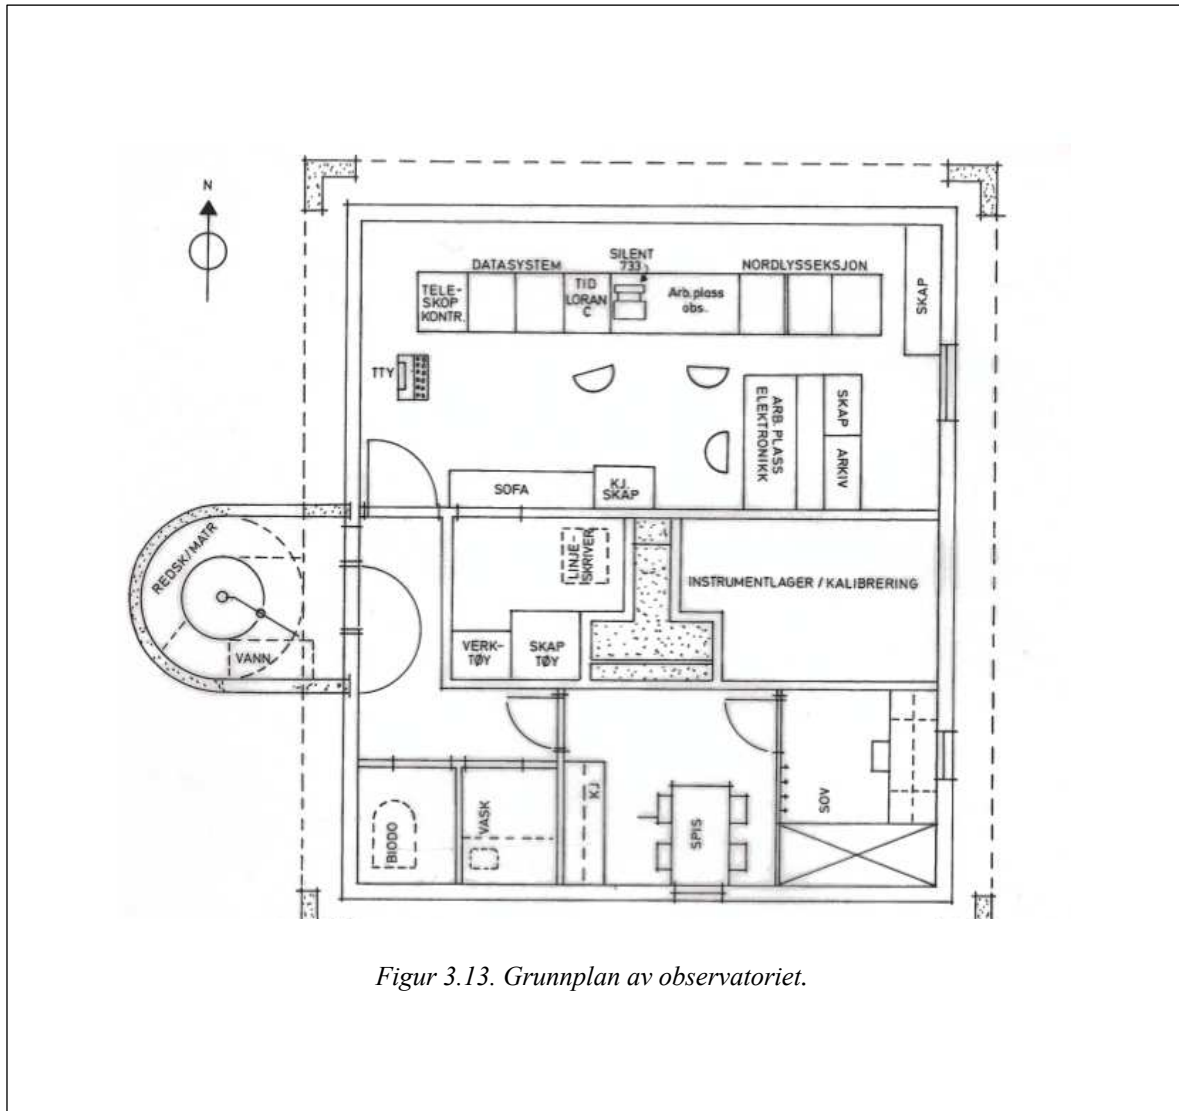 N
SILENT
733
DATASYSTEM
NORDLYSSEKSJON
TELE-
SKOP
KONTR.
TID
LORAN
C
Arb.plass
obs.
SKAP
TTY
ARB. PLASS
ELEKTRONIKK
SKAP
ARKIV
SOFA
KJ.
SKAP
REDSK/MATR
LINJE-
SKRIVER
INSTRUMENTLAGER / KALIBRERING
VANN
VERK-
TØY
SKAP
TØY
BIODO
VASK
KJ.
SPIS
SOV
Figur 3.13. Grunnplan av observatoriet.